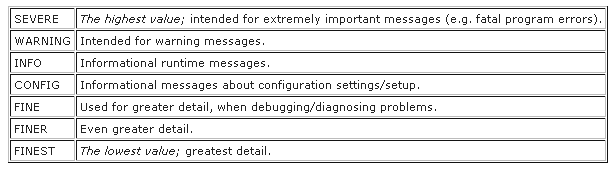 SEVERE The highest value; intended for extremely important messages (e.g. fatal program errors).
WARNING Intended for warning messages.
INFO Informational runtime messages.
CONFIG Informational messages about configuration settings/setup.
FINE Used for greater detail, when debugging/diagnosing problems.
FINER Even greater detail.
FINEST The lowest value; greatest detail.